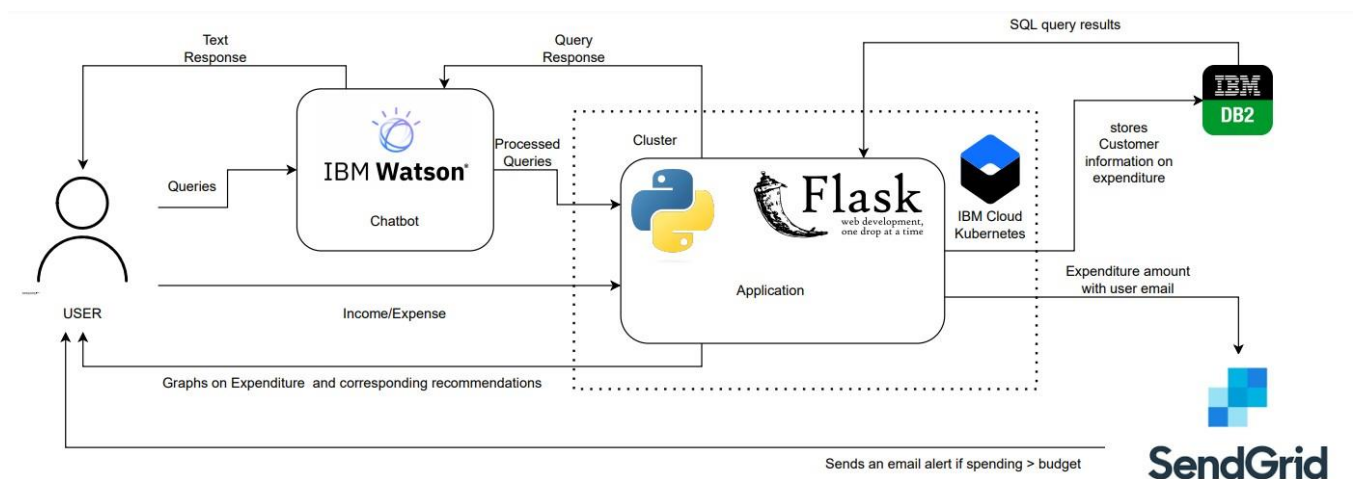 SQL query results
Text
Response
Query
Response
IBM
DB2
Cluster
Processed
Queries
IBM Watson
Chatbot
Queries
stores
Customer
information on
expenditure
Flask
web development,
one drop at a time
IBM Cloud
Kubernetes
Expenditure amount
with user email
Application
USER
Income/Expense
Graphs on Expenditure and corresponding recommendations
Sends an email alert if spending > budget
SendGrid